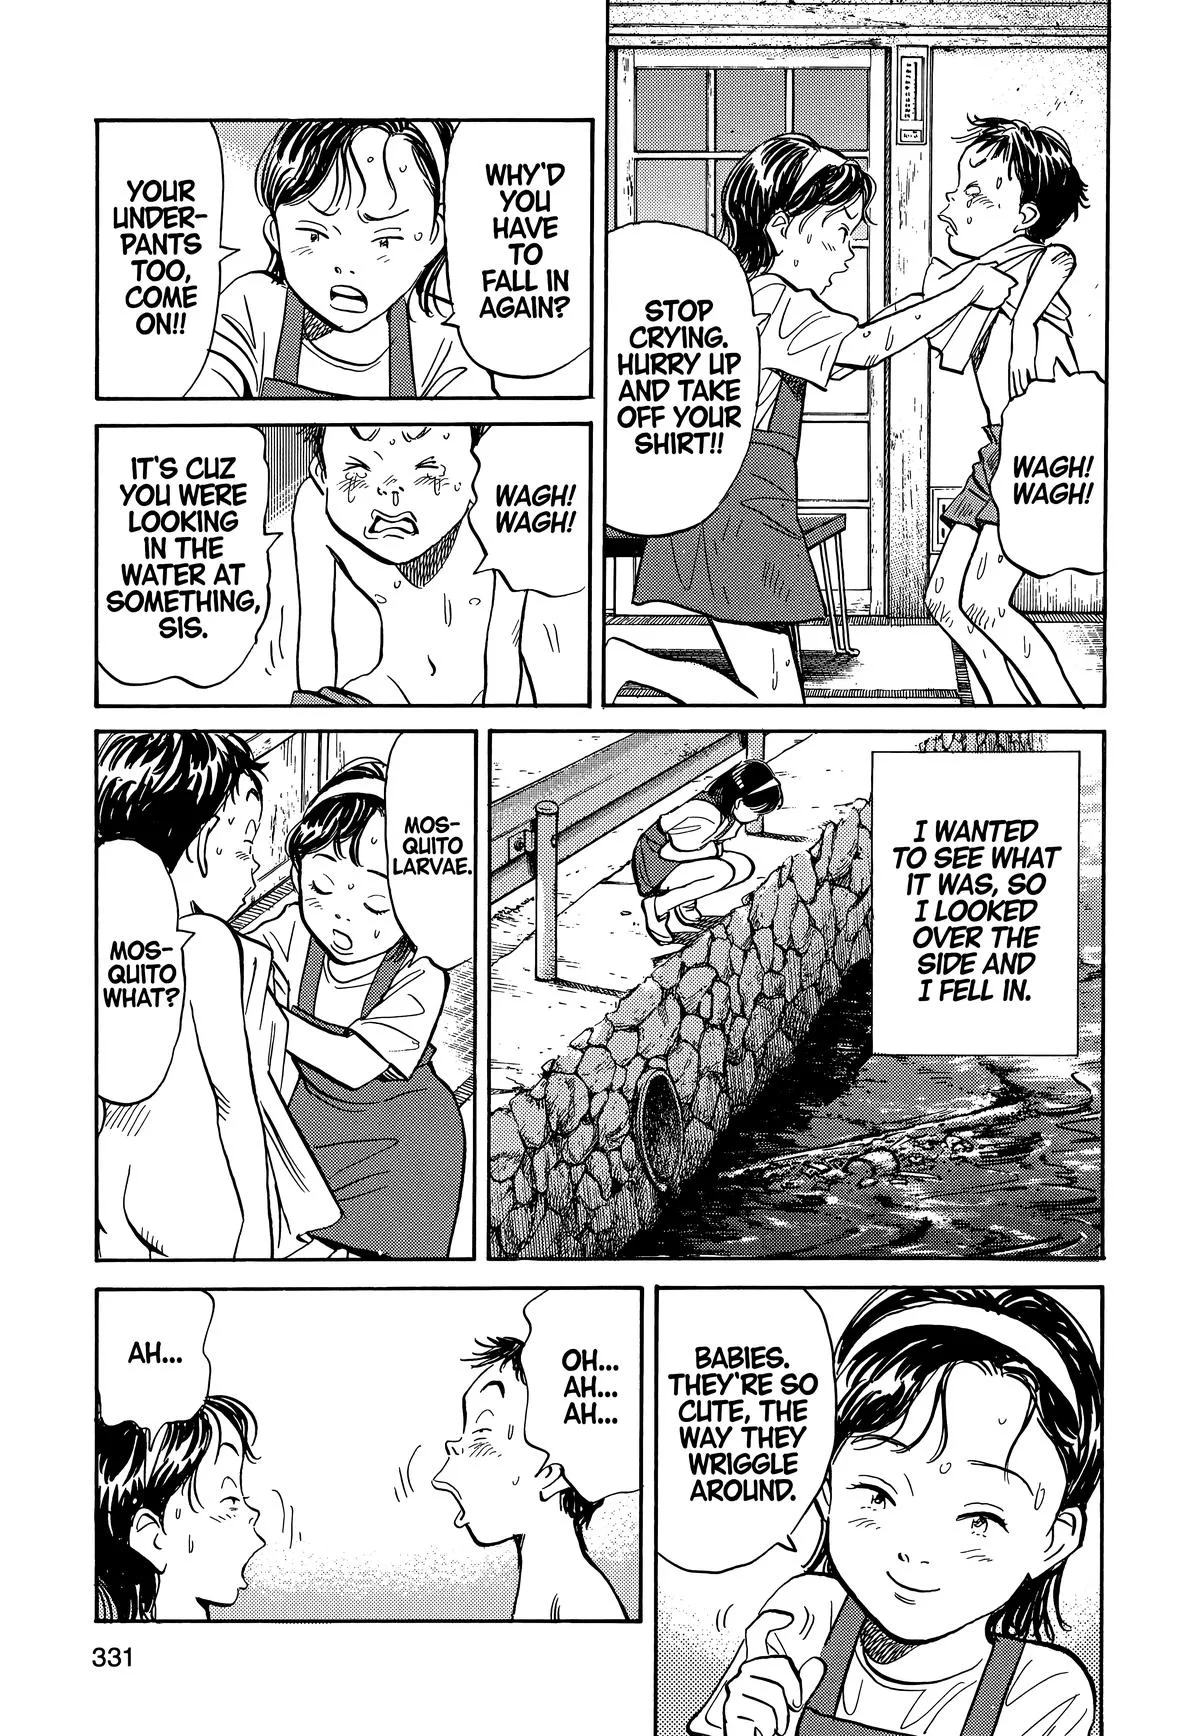 STOP
CRYING.
HURRY UP
AND TAKE
OFF YOUR
SHIRT!!
WAGH!
WAGH!
WHY'D
YOU
HAVE
TO
FALL IN
AGAIN?
YOUR
UNDER-
PANTS
TOO,
COME
ON!!
WAGH!
WAGH!
IT'S CUZ
YOU WERE
LOOKING
IN THE
WATER AT
SOMETHING,
SIS.
I WANTED
TO SEE WHAT
IT WAS, SO
I LOOKED
OVER THE
SIDE AND
I FELL IN.
MOS-
QUITO
LARVAE.
MOS-
QUITO
WHAT?
BABIES.
THEY'RE SO
CUTE, THE
WAY THEY
WRIGGLE
AROUND.
OH...
AH...
AH...
AH...
331